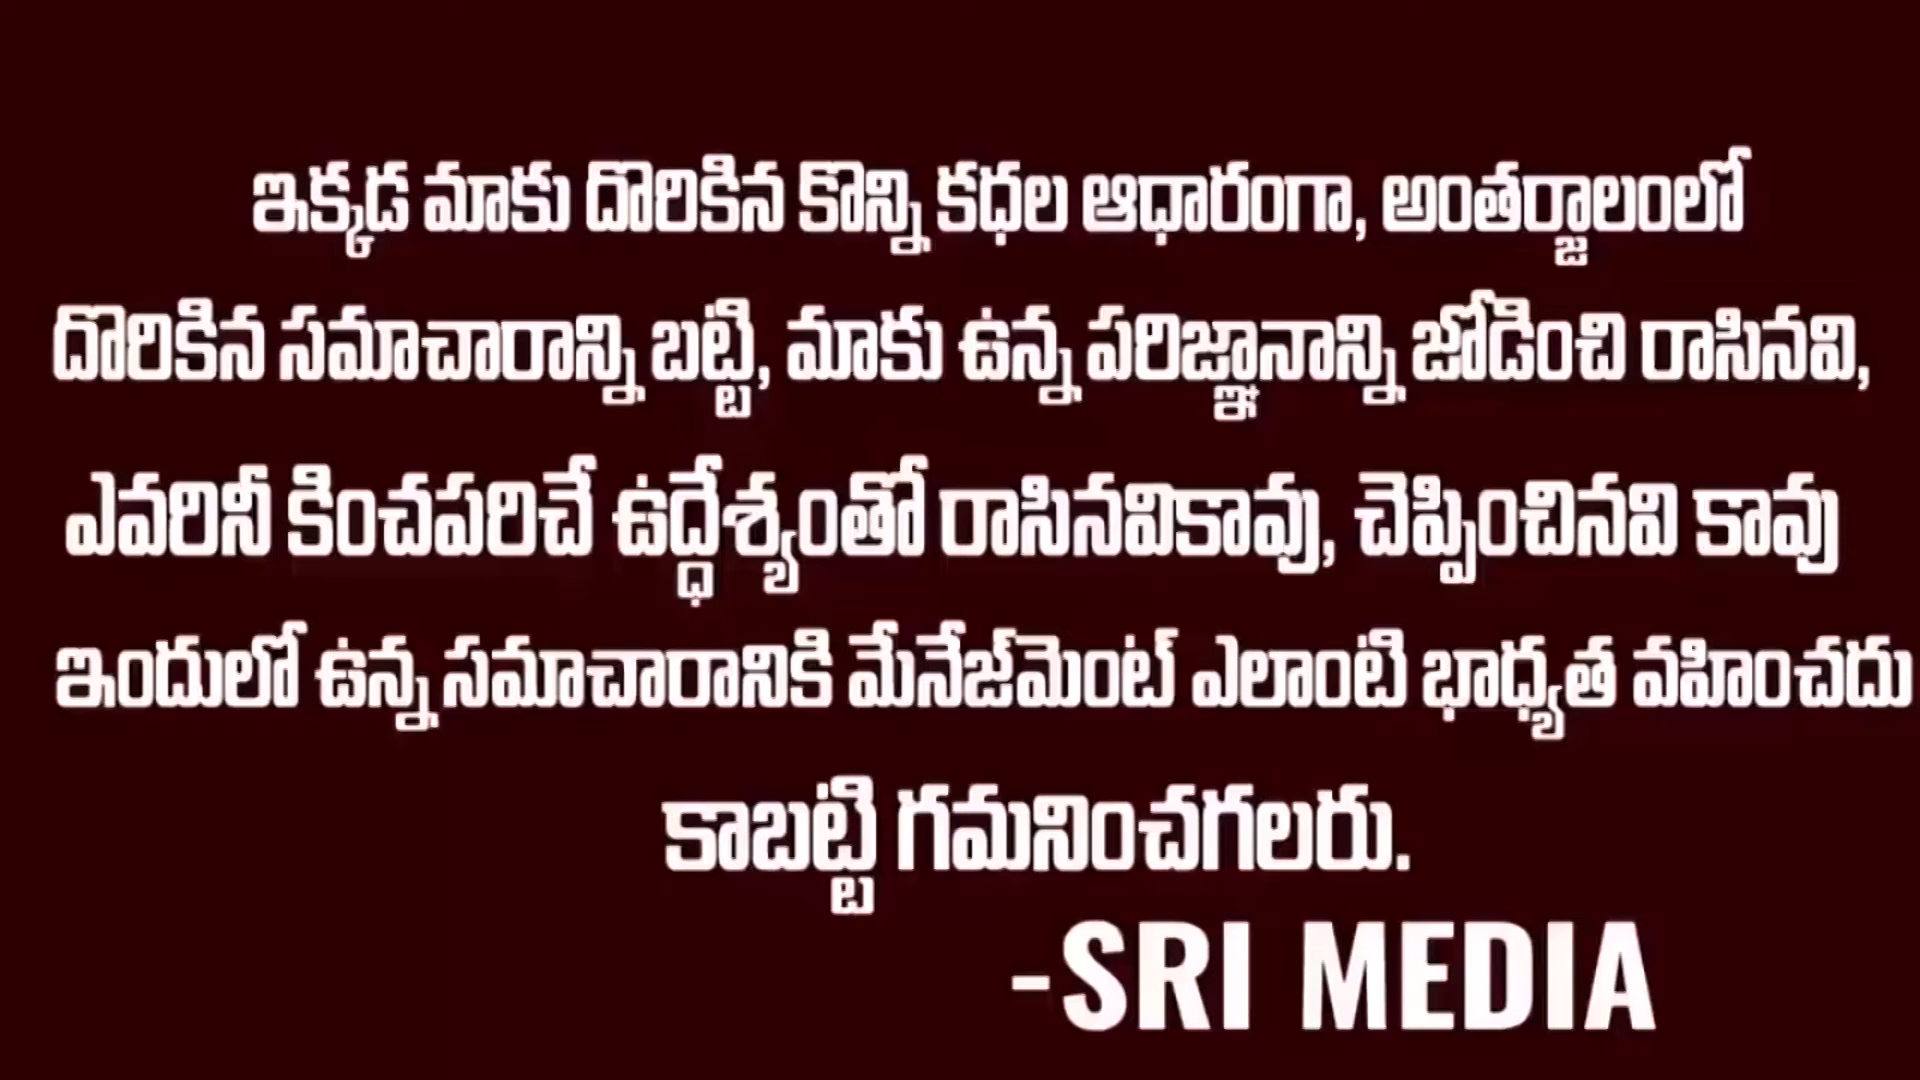 ఇక్కడ మాకు దొరికిన కొన్ని కధల ఆధారంగా, అంతర్జాలంలో
దొరికిన సమాచారాన్ని బట్టి, మాకు ఉన్న పరిజ్ఞానాన్ని జోడించి రాసినవి,
ఎవరినీ కించపరిచే ఉద్ధేశ్యంతో రాసినవికావు, చెప్పించినవి కావు
ఇందులో ఉన్న సమాచారానికి మేనేజ్‌మెంట్ ఎలాంటి భాధ్యత వహించదు
కాబట్టి గమనించగలరు.
-SRI MEDIA